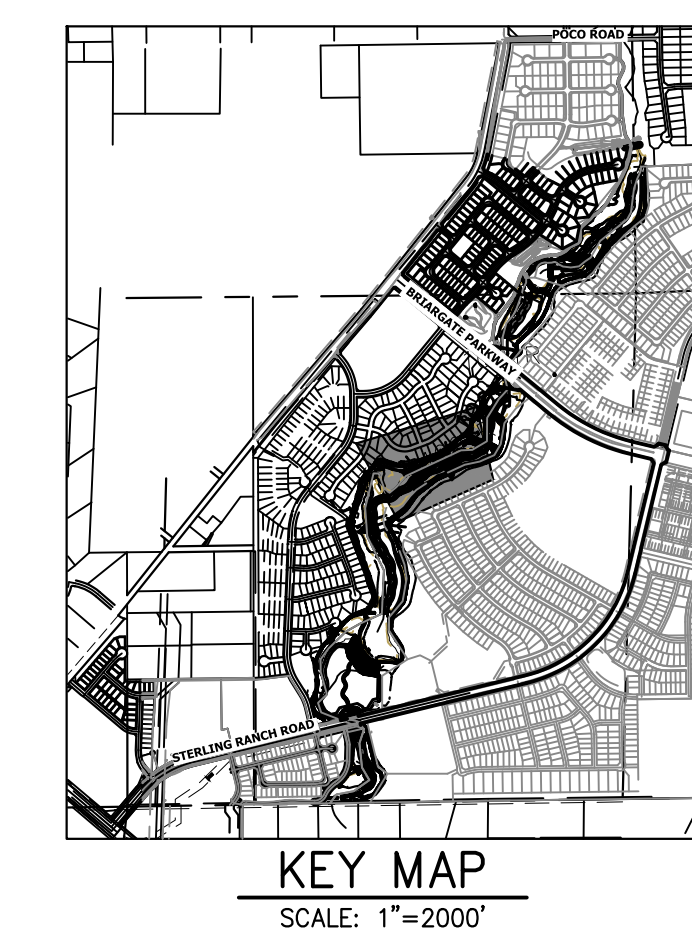 POCO ROAD
BRIARGATE PARKWAY
STERLING RANCH ROAD
KEY MAP
SCALE: 1"=2000'